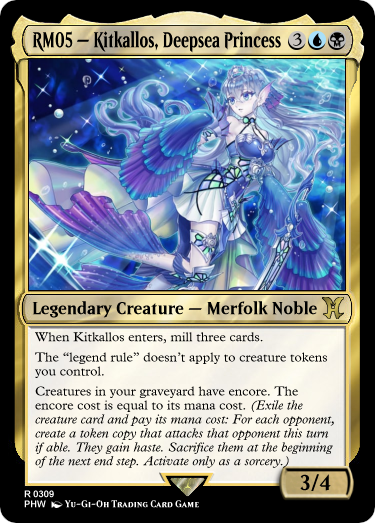 RM05 — Kitkallos, Deepsea Princess 3
Legendary Creature — Merfolk Noble
When Kitkallos enters, mill three cards.
The “legend rule” doesn’t apply to creature tokens
you control.
Creatures in your graveyard have encore. The
encore cost is equal to its mana cost. (Exile the
creature card and pay its mana cost: For each opponent,
create a token copy that attacks that opponent this turn
if able. They gain haste. Sacrifice them at the beginning
of the next end step. Activate only as a sorcery.)
3/4
R 0309
PHW Yu-Gi-Oh Trading Card Game